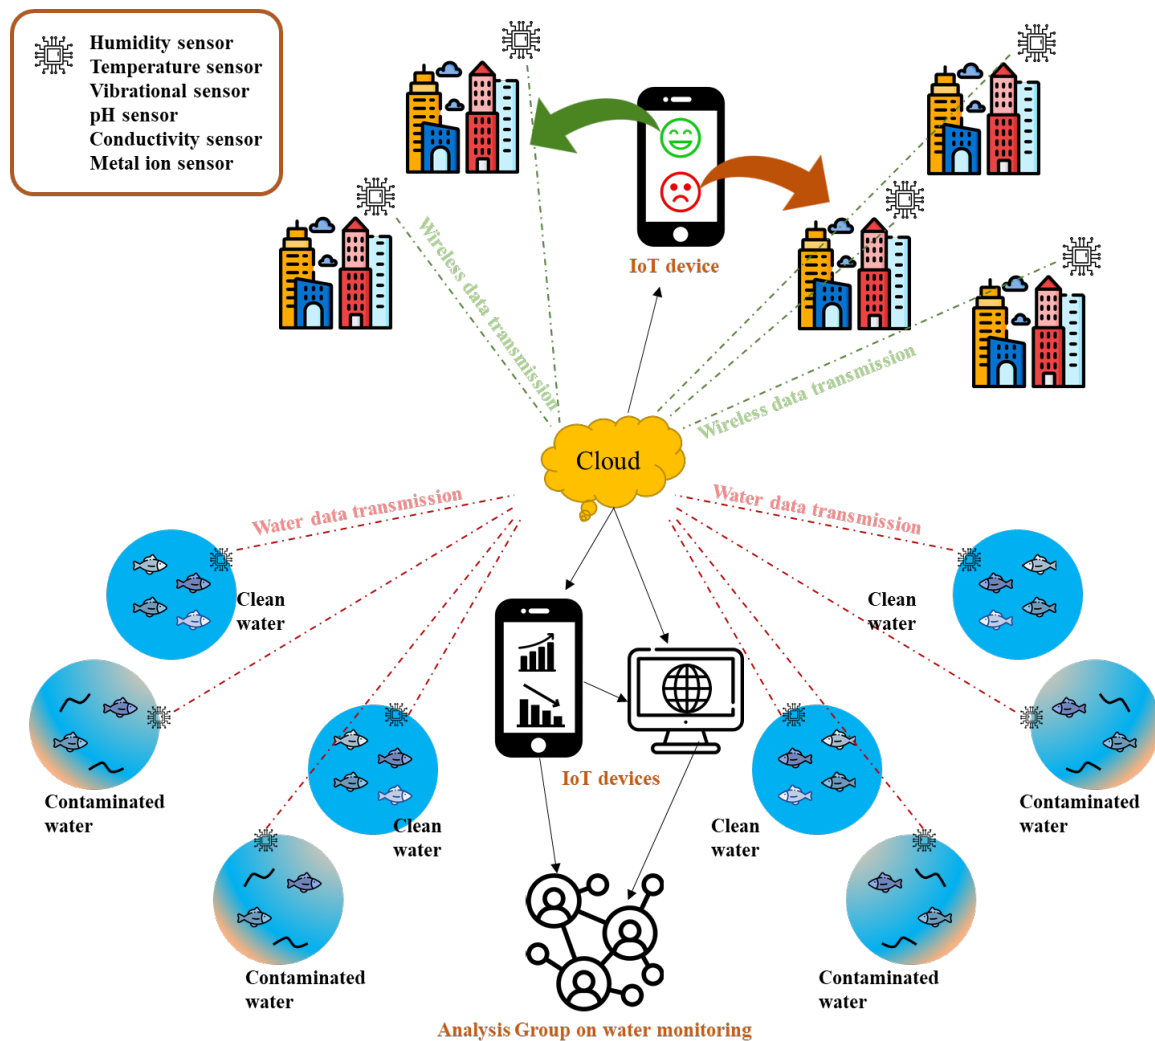 Humidity sensor
Temperature sensor
Vibrational sensor
pH sensor
Conductivity sensor
Metal ion sensor
IoT device
Wireless data transmission
Wireless data transmission
Cloud
Water data transmission
Water data transmission
Clean
water
Clean
water
Contaminated
water
IoT devices
Contaminated
water
Clean
water
Clean
water
Contaminated
water
Contaminated
water
Analysis Group on water monitoring